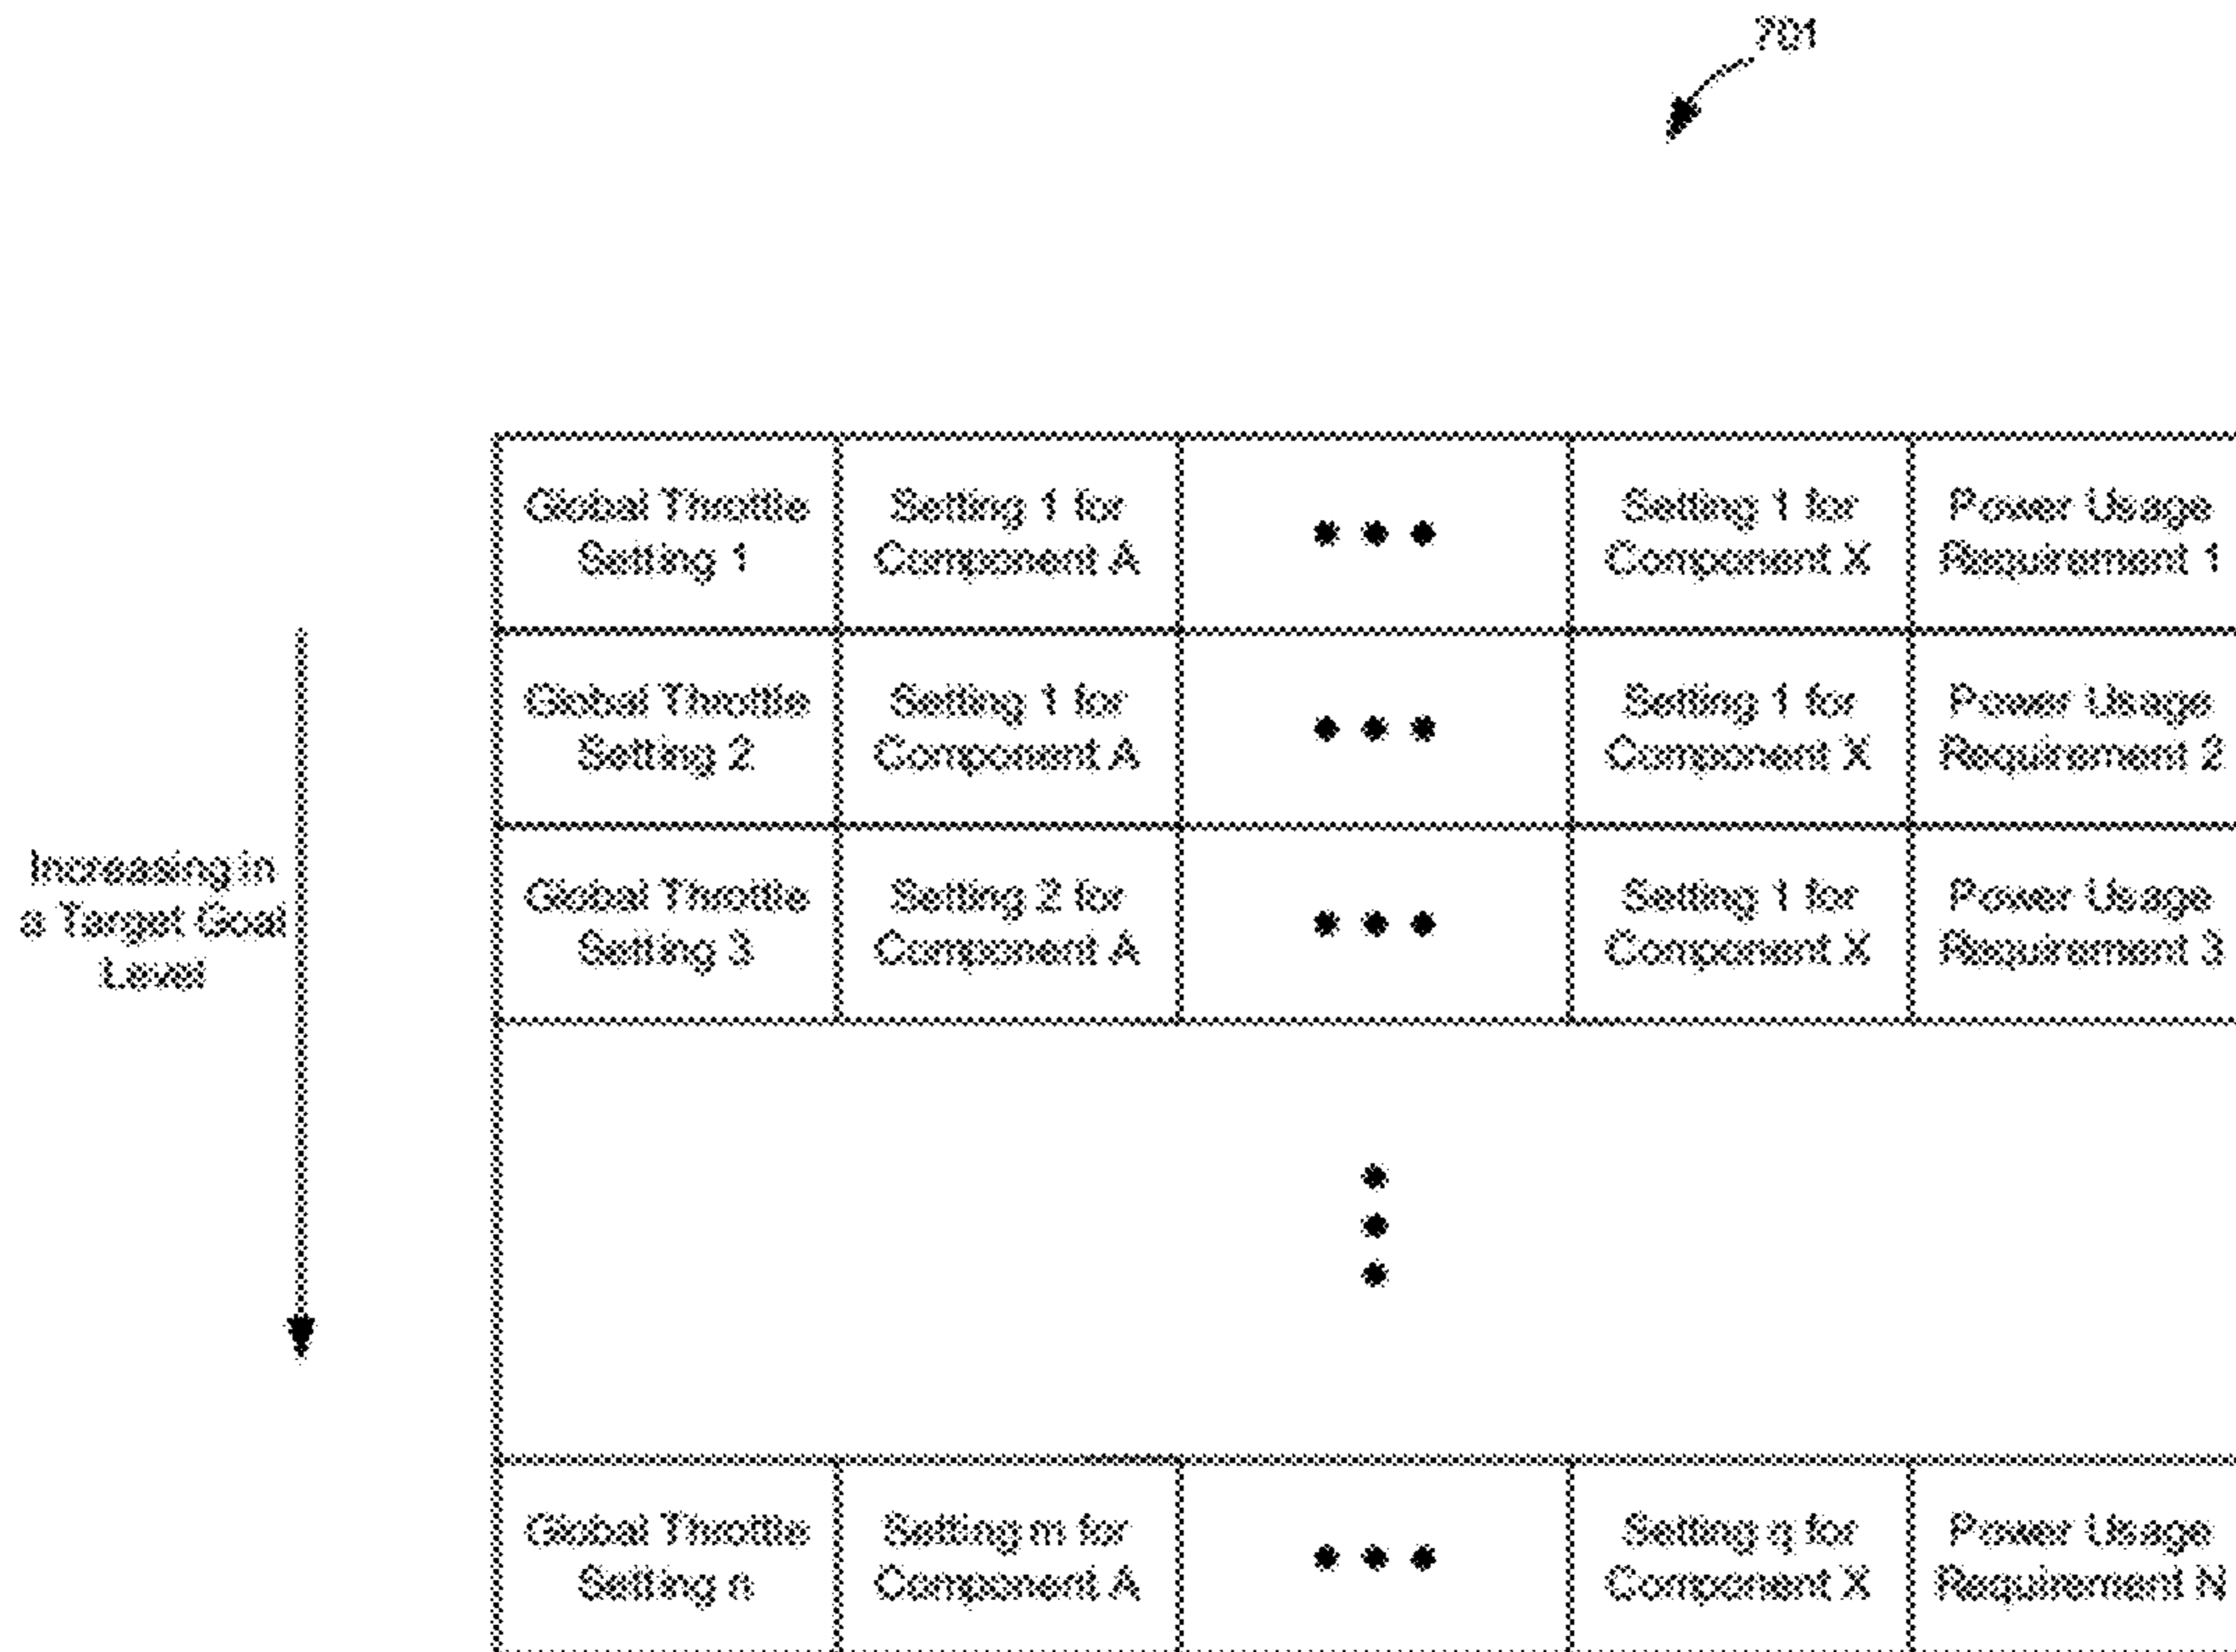 701
Global Throttle
Setting 1
Setting 1 for
Component A
Setting 1 for
Component X
Power Usage
Requirement 1
Global Throttle
Setting 2
Setting 1 for
Component A
Setting 1 for
Component X
Power Usage
Requirement 2
Increasing in
a Target Goal
Level
Global Throttle
Setting 3
Setting 2 for
Component A
Setting 1 for
Component X
Power Usage
Requirement 3
Global Throttle
Setting n
Setting m for
Component A
Setting q for
Component X
Power Usage
Requirement N